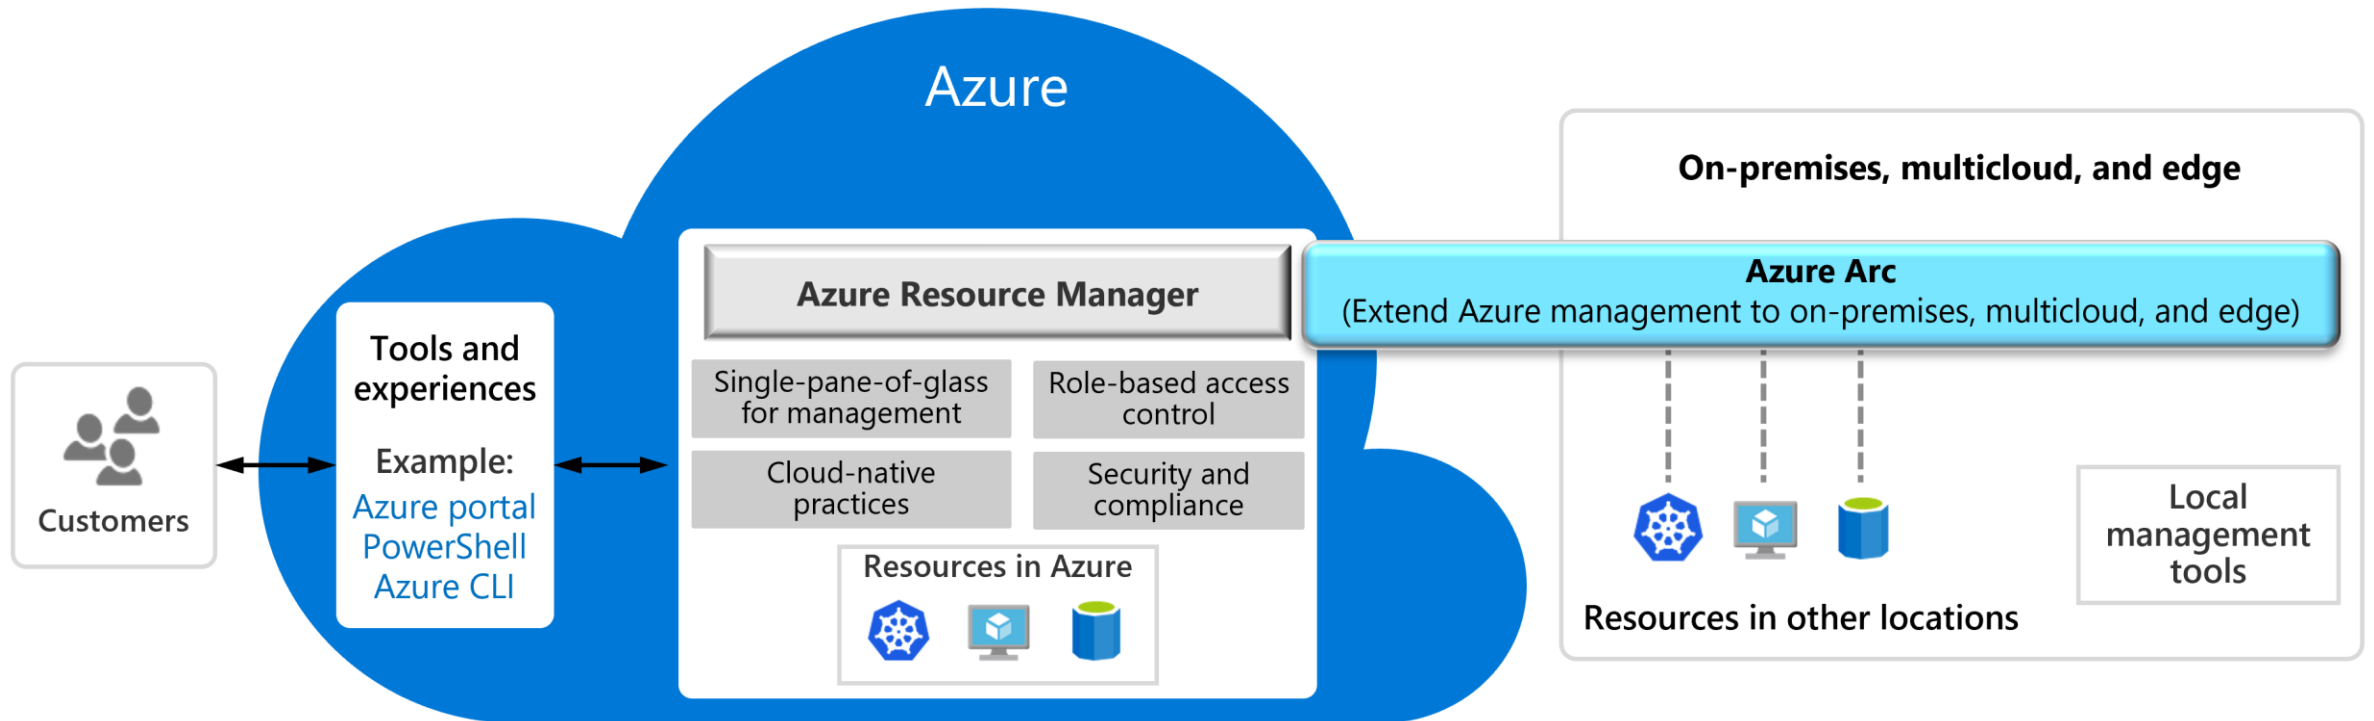 Azure
Customers
Tools and
experiences
Example:
Azure portal
PowerShell
Azure CLI
Azure Resource Manager
Single-pane-of-glass
for management
Role-based access
control
Cloud-native
practices
Security and
compliance
Resources in Azure
On-premises, multicloud, and edge
Azure Arc
(Extend Azure management to on-premises, multicloud, and edge)
Resources in other locations
Local
management
tools